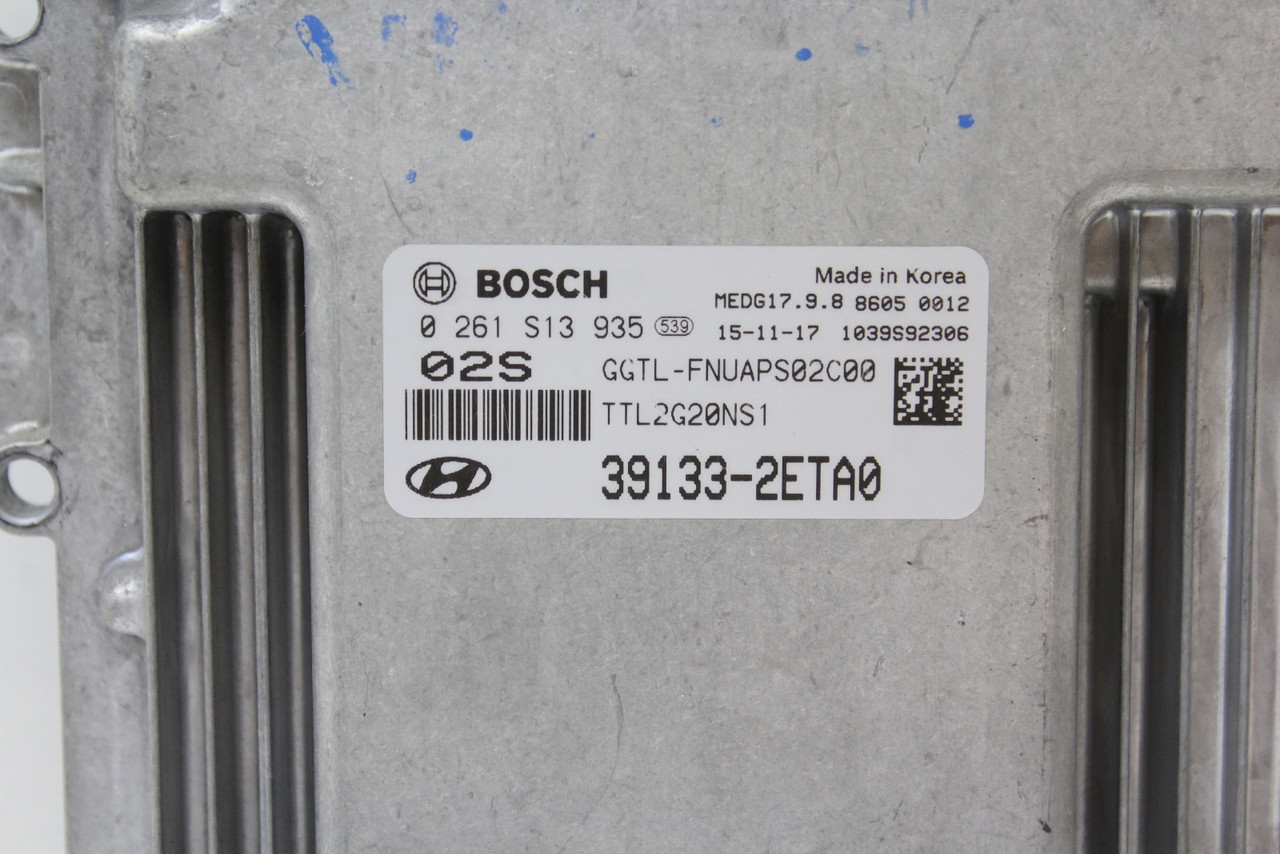 BOSCH
Made in Korea
MEDG17.9.8 8605 0012
0 261 S13 935 539
15-11-17 1039S92306
02S
GGTL-FNUAPS02C00
TTL2G20NS1
39133-2ETA0